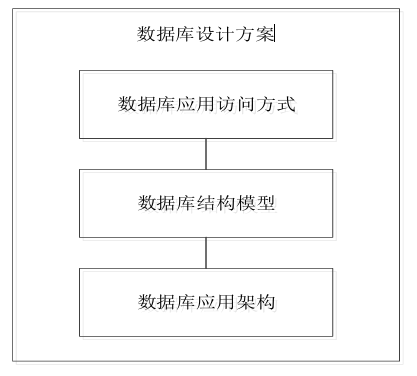 数据库设计方案
数据库应用访问方式
数据库结构模型
数据库应用架构